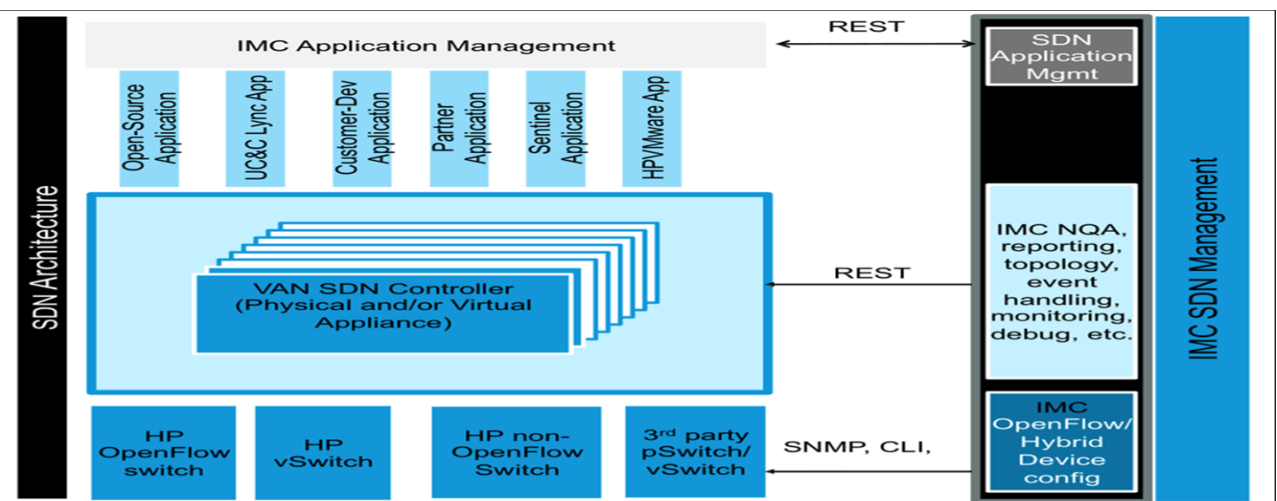 SDN Architecture
IMC Application Management
Open-Source
Application
UC&C Lync App
Customer-Dev
Application
Partner
Application
Sentinel
Application
HPVMware App
VAN SDN Controller
(Physical and/or Virtual
Appliance)
HP
OpenFlow
switch
HP
vSwitch
HP non-
OpenFlow
Switch
3rd party
pSwitch/
vSwitch
REST
REST
SNMP, CLI,
SDN
Application
Mgmt
IMC NQA,
reporting,
topology,
event
handling,
monitoring,
debug, etc.
IMC
OpenFlow/
Hybrid
Device
config
IMC SDN Management